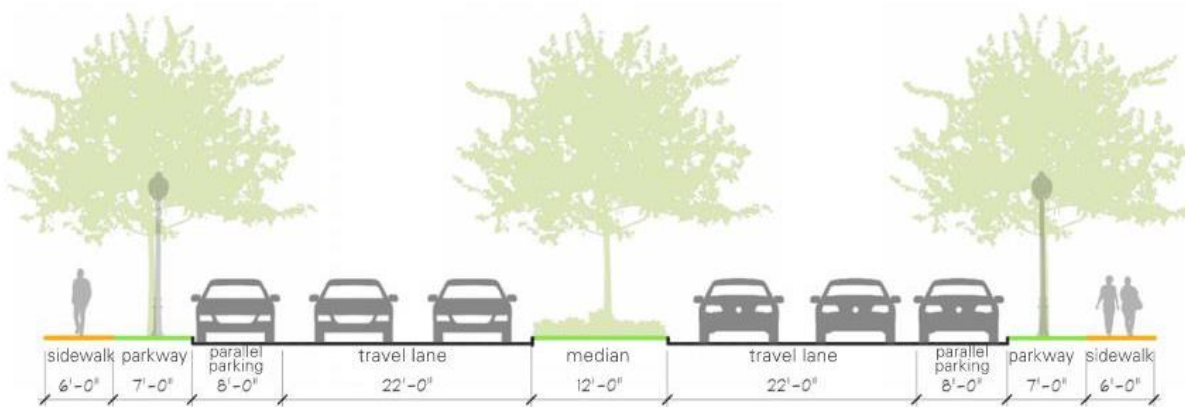 sidewalk parkway parallel parking travel lane median travel lane parallel parking parkway sidewalk
6'-0" 7'-0" 8'-0" 22'-0" 12'-0" 22'-0" 8'-0" 7'-0" 6'-0"